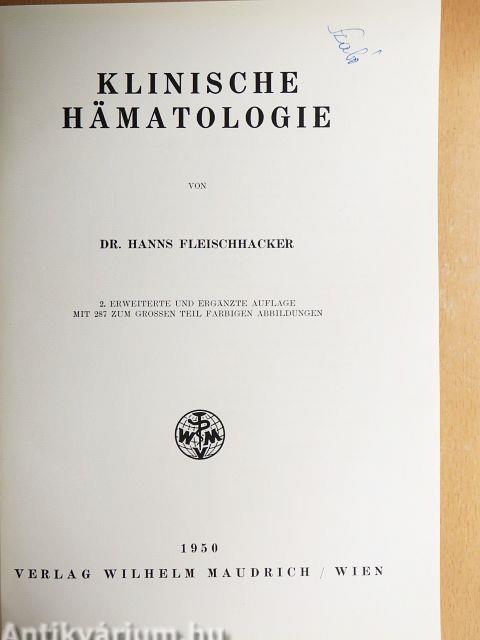 Szabó
KLINISCHE
HÄMATOLOGIE
VON
DR. HANNS FLEISCHHACKER
2. ERWEITERTE UND ERGÄNZTE AUFLAGE
MIT 287 ZUM GROSSEN TEIL FARBIGEN ABBILDUNGEN
W M
V
1950
VERLAG WILHELM MAUDRICH / WIEN
Antikvárium.hu